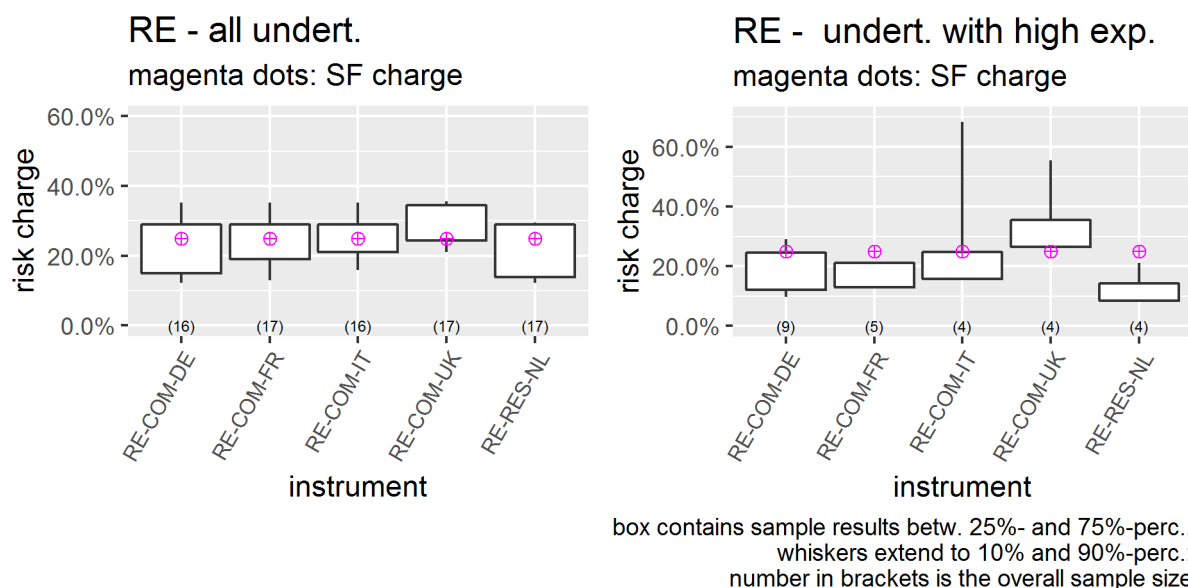 RE - all undert.
magenta dots: SF charge
60.0%
40.0%
20.0%
0.0%
risk charge
(16)
(17)
(16)
(17)
(17)
RE-COM-DE
RE-COM-FR
RE-COM-IT
RE-COM-UK
RE-RES-NL
instrument
RE -  undert. with high exp.
magenta dots: SF charge
60.0%
40.0%
20.0%
0.0%
risk charge
(9)
(5)
(4)
(4)
(4)
RE-COM-DE
RE-COM-FR
RE-COM-IT
RE-COM-UK
RE-RES-NL
instrument
box contains sample results betw. 25%- and 75%-perc.
whiskers extend to 10% and 90%-perc.
number in brackets is the overall sample size